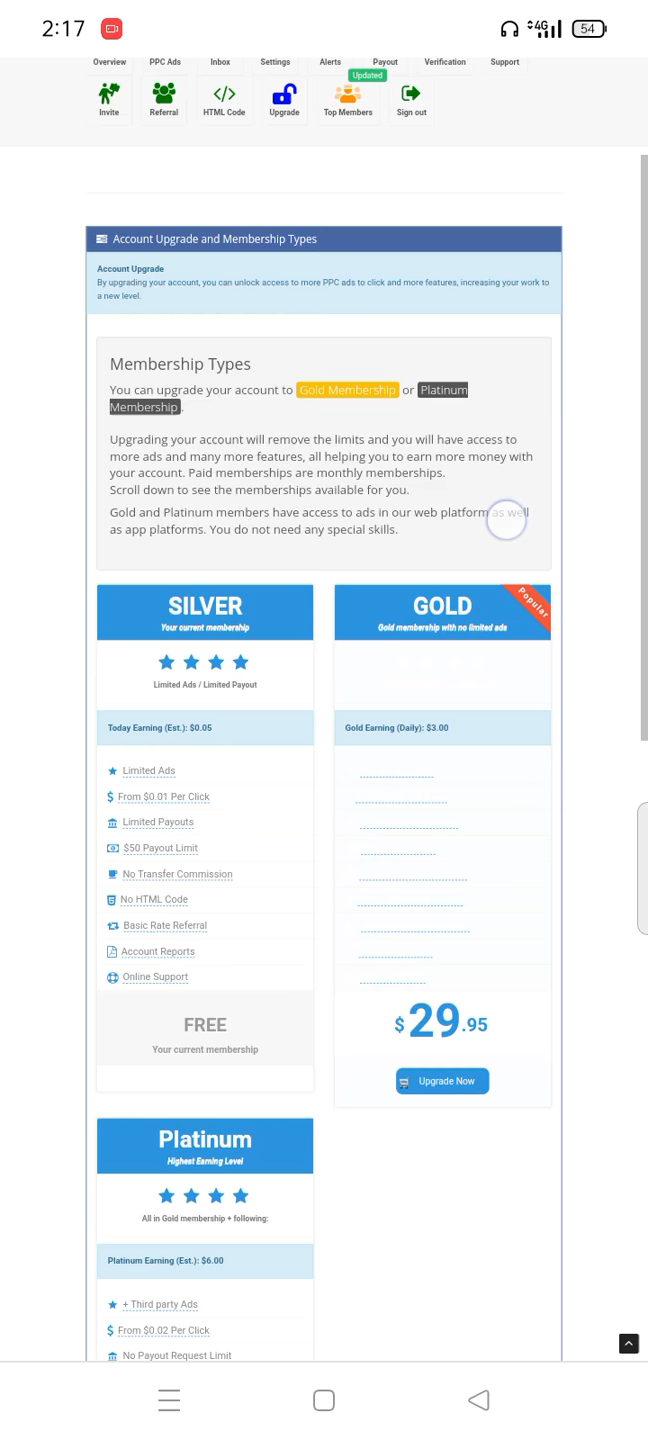 2:17
4G
54
Overview PPC Ads Inbox Settings Alerts Payout Verification Support
Updated
Invite Referral HTML Code Upgrade Top Members Sign out
Account Upgrade and Membership Types
Account Upgrade
By upgrading your account, you can unlock access to more PPC ads to click and more features, increasing your work to
a new level.
Membership Types
You can upgrade your account to Gold Membership or Platinum
Membership.
Upgrading your account will remove the limits and you will have access to
more ads and many more features, all helping you to earn more money with
your account. Paid memberships are monthly memberships.
Scroll down to see the memberships available for you.
Gold and Platinum members have access to ads in our web platform as well
as app platforms. You do not need any special skills.
SILVER
Your current membership
Limited Ads / Limited Payout
Today Earning (Est.): $0.05
Limited Ads
From $0.01 Per Click
Limited Payouts
$50 Payout Limit
No Transfer Commission
No HTML Code
Basic Rate Referral
Account Reports
Online Support
FREE
Your current membership
GOLD
Popular
Gold membership with no limited ads
Gold Earning (Daily): $3.00
$29.95
Upgrade Now
Platinum
Highest Earning Level
All in Gold membership + following:
Platinum Earning (Est.): $6.00
+ Third party Ads
From $0.02 Per Click
No Payout Request Limit